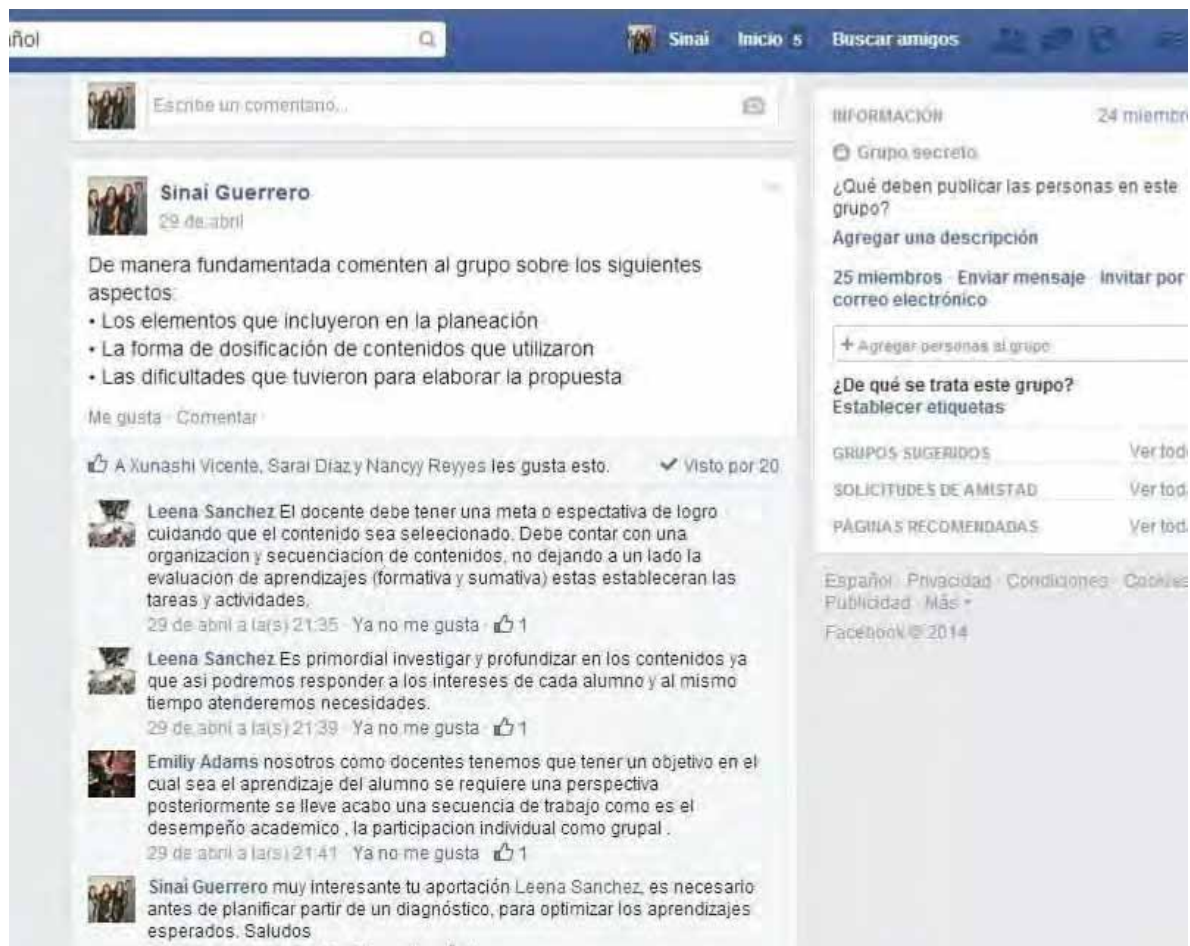 ñol
Sinai Inicio 5 Buscar amigos
Escribe un comentario...
Sinai Guerrero
29 de abril
De manera fundamentada comenten al grupo sobre los siguientes
aspectos:
• Los elementos que incluyeron en la planeación
• La forma de dosificación de contenidos que utilizaron
• Las dificultades que tuvieron para elaborar la propuesta
Me gusta · Comentar
A Xunashi Vicente, Sarai Diaz y Nancyy Reyyes les gusta esto. ✓ Visto por 20
Leena Sanchez El docente debe tener una meta o espectativa de logro
cuidando que el contenido sea seleecionado. Debe contar con una
organizacion y secuenciacion de contenidos, no dejando a un lado la
evaluacion de aprendizajes (formativa y sumativa) estas estableceran las
tareas y actividades.
29 de abril a la(s) 21:35 · Ya no me gusta · 1
Leena Sanchez Es primordial investigar y profundizar en los contenidos ya
que asi podremos responder a los intereses de cada alumno y al mismo
tiempo atenderemos necesidades.
29 de abril a la(s) 21:39 · Ya no me gusta · 1
Emiliy Adams nosotros como docentes tenemos que tener un objetivo en el
cual sea el aprendizaje del alumno se requiere una perspectiva
posteriormente se lleve acabo una secuencia de trabajo como es el
desempeño academico , la participacion individual como grupal .
29 de abril a la(s) 21:41 · Ya no me gusta · 1
Sinai Guerrero muy interesante tu aportación Leena Sanchez, es necesario
antes de planificar partir de un diagnóstico, para optimizar los aprendizajes
esperados. Saludos
INFORMACIÓN 24 miembro
Grupo secreto
¿Qué deben publicar las personas en este
grupo?
Agregar una descripción
25 miembros · Enviar mensaje · Invitar por
correo electrónico
+ Agregar personas al grupo
¿De qué se trata este grupo?
Establecer etiquetas
GRUPOS SUGERIDOS Ver tod
SOLICITUDES DE AMISTAD Ver tod
PÁGINAS RECOMENDADAS Ver tod
Español · Privacidad · Condiciones · Cookies
Publicidad · Más
Facebook © 2014